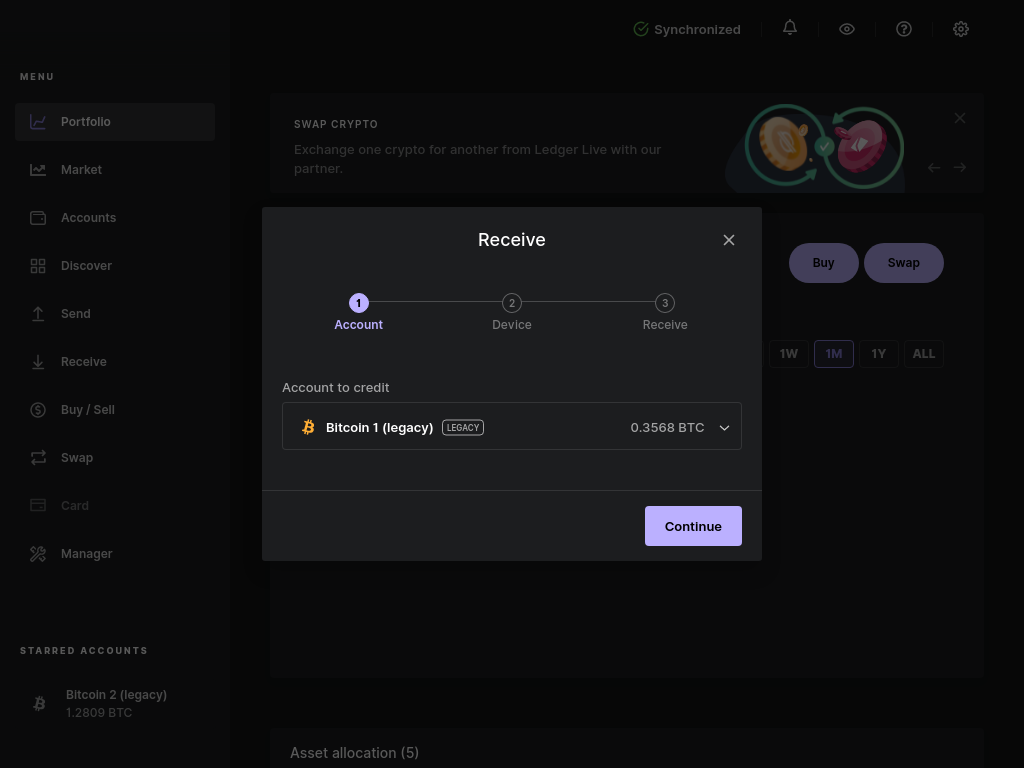 Synchronized
MENU
Portfolio
Market
Accounts
Discover
Send
Receive
Buy / Sell
Swap
Card
Manager
STARRED ACCOUNTS
Bitcoin 2 (legacy)
1.2809 BTC
SWAP CRYPTO
Exchange one crypto for another from Ledger Live with our
partner.
Buy
Swap
1W
1M
1Y
ALL
Receive
1
2
3
Account
Device
Receive
Account to credit
Bitcoin 1 (legacy) LEGACY 0.3568 BTC
Continue
Asset allocation (5)